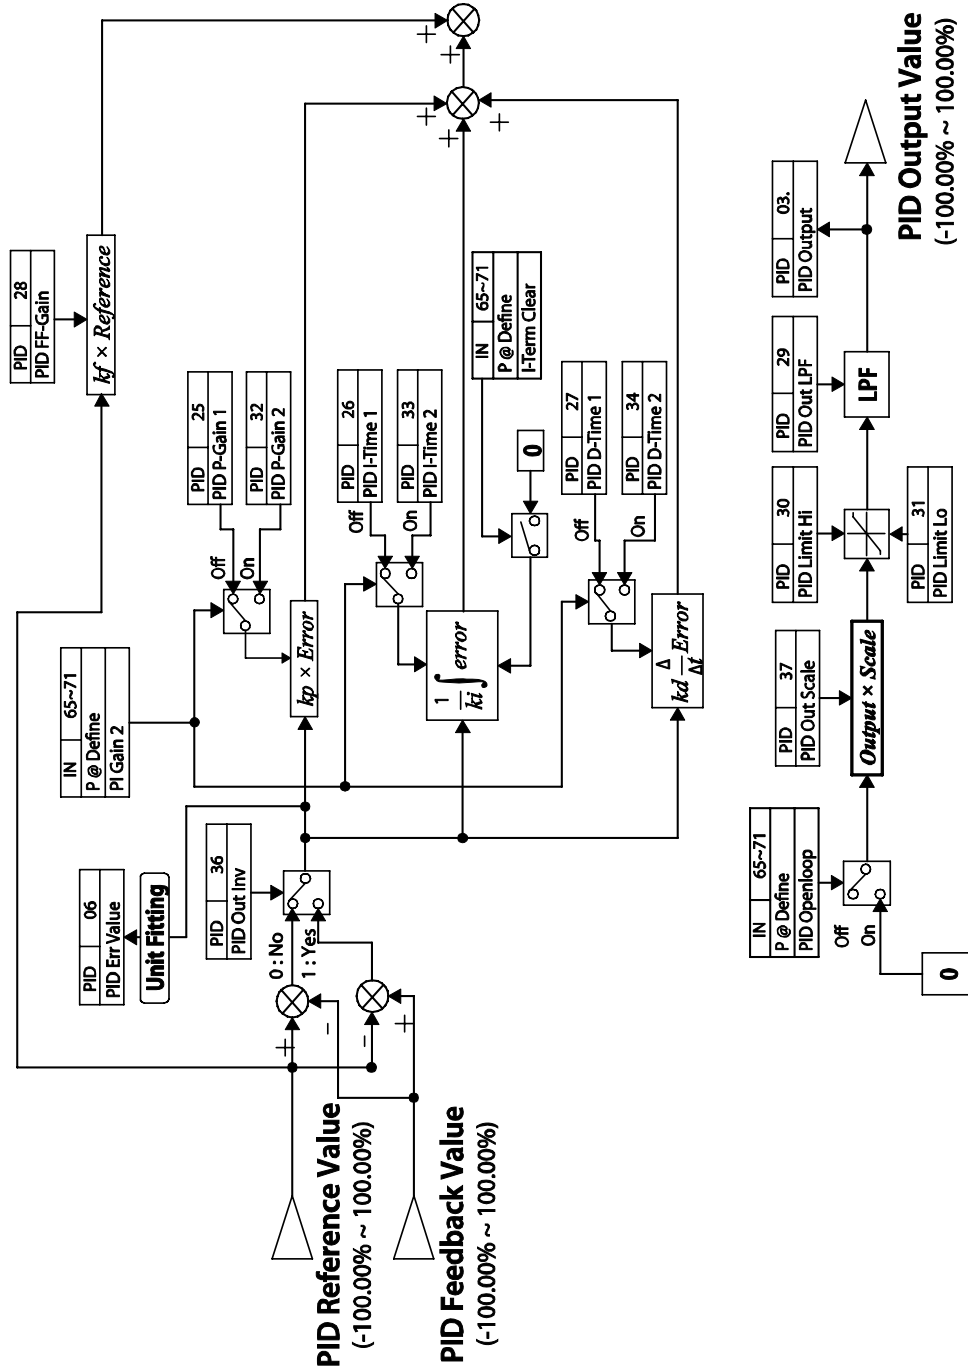 PID 28
PID FF-Gain
kf × Reference
+
+
IN 65~71
P @ Define
PI Gain 2
PID 25
PID P-Gain 1
PID 32
PID P-Gain 2
Off
On
kp × Error
+
+
+
PID 06
PID Err Value
Unit Fitting
PID 36
PID Out Inv
0 : No
1 : Yes
+
-
-
+
PID Reference Value
(-100.00% ~ 100.00%)
PID Feedback Value
(-100.00% ~ 100.00%)
PID 26
PID I-Time 1
PID 33
PID I-Time 2
Off
On
1/ki ∫ error
IN 65~71
P @ Define
I-Term Clear
0
PID 27
PID D-Time 1
PID 34
PID D-Time 2
Off
On
kd Δ/Δt Error
IN 65~71
P @ Define
PID Openloop
Off
On
0
PID 37
PID Out Scale
Output × Scale
PID 30
PID Limit Hi
PID 31
PID Limit Lo
PID 29
PID Out LPF
LPF
PID 03.
PID Output
PID Output Value
(-100.00% ~ 100.00%)